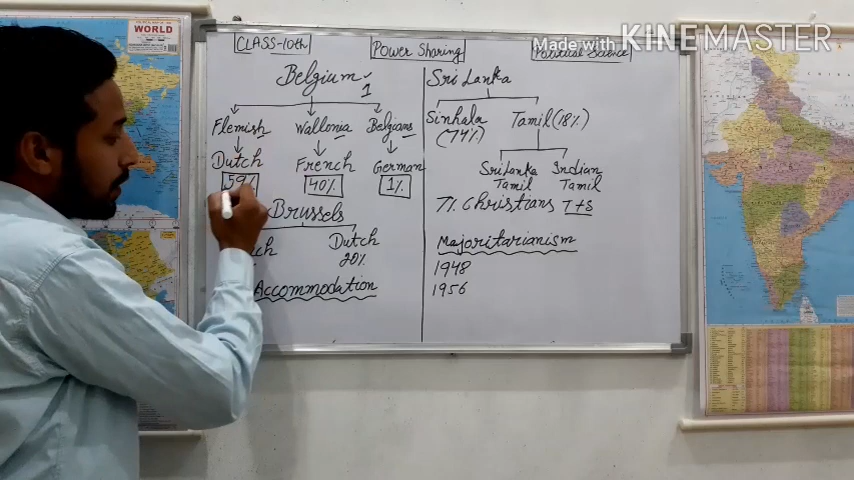 WORLD
CLASS-10th
Power Sharing
Political Science
Made with KINEMASTER
Belgium
1
Flemish Wallonia Belgians
Dutch French German
59% 40% 1%
Brussels
Dutch
20%
Accommodation
Sri Lanka
Sinhala Tamil (18%)
(74%)
Sri Lanka Indian
Tamil Tamil
7% Christians T+S
Majoritarianism
1948
1956